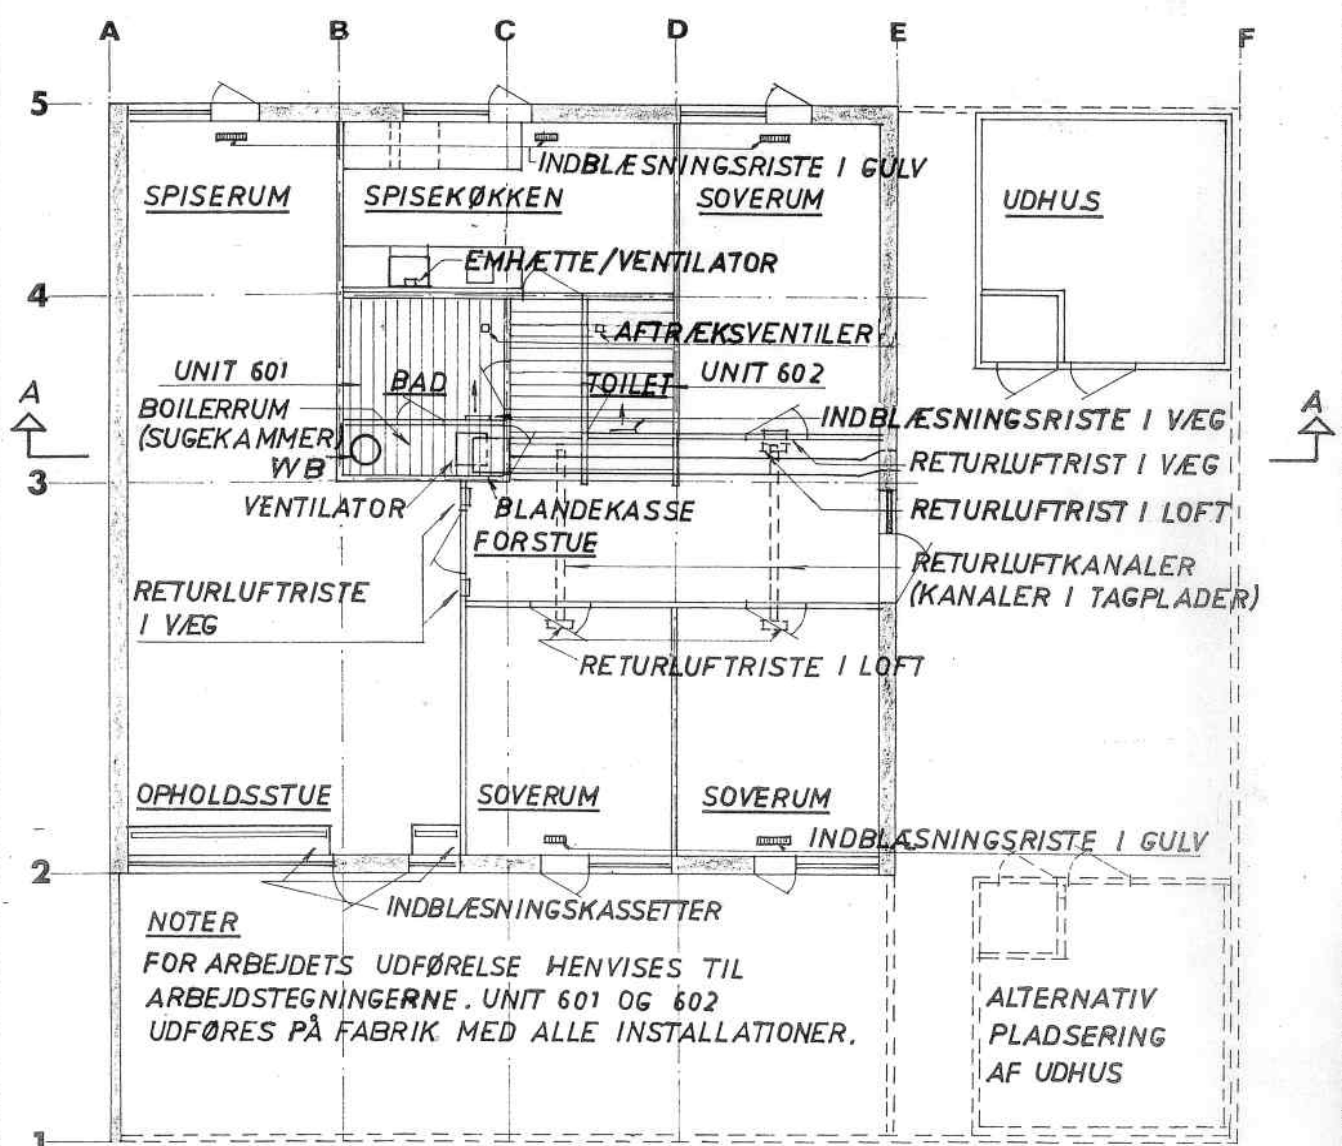 A B C D E F
5
INDBLÆSNINGSRISTE I GULV
SPISERUM
SPISEKØKKEN
SOVERUM
UDHUS
EMHÆTTE/VENTILATOR
4
AFTRÆKSVENTILER
UNIT 601
BAD
TOILET
UNIT 602
A
BOILERRUM
(SUGEKAMMER)
WB
INDBLÆSNINGSRISTE I VÆG
A
RETURLUFTRIST I VÆG
3
VENTILATOR
BLANDEKASSE
RETURLUFTRIST I LOFT
FORSTUE
RETURLUFTKANALER
(KANALER I TAGPLADER)
RETURLUFTRISTE
I VÆG
RETURLUFTRISTE I LOFT
OPHOLDSSTUE
SOVERUM
SOVERUM
INDBLÆSNINGSRISTE I GULV
2
INDBLÆSNINGSKASSETTER
NOTER
FOR ARBEJDETS UDFØRELSE HENVISES TIL
ARBEJDSTEGNINGERNE. UNIT 601 OG 602
UDFØRES PÅ FABRIK MED ALLE INSTALLATIONER.
ALTERNATIV
PLADSERING
AF UDHUS
1